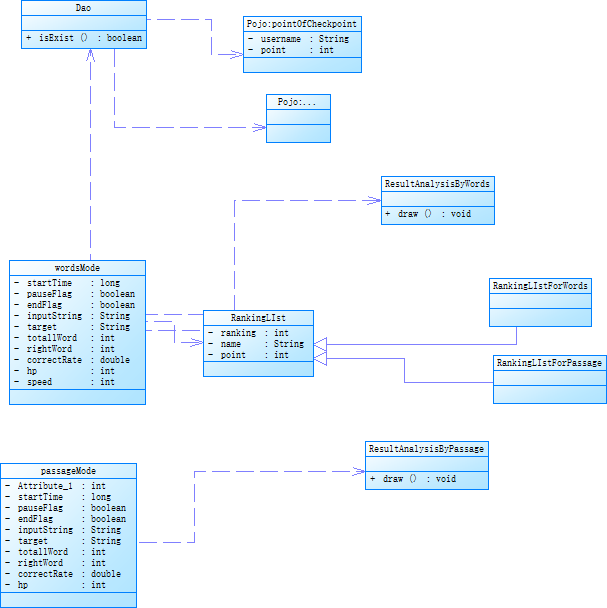 Dao
+ isExist () : boolean
Pojo:pointOfCheckpoint
- username : String
- point : int
Pojo:...
ResultAnalysisByWords
+ draw () : void
wordsMode
- startTime : long
- pauseFlag : boolean
- endFlag : boolean
- inputString : String
- target : String
- totallWord : int
- rightWord : int
- correctRate : double
- hp : int
- speed : int
RankingLIst
- ranking : int
- name : String
- point : int
RankingLIstForWords
RankingLIstForPassage
ResultAnalysisByPassage
+ draw () : void
passageMode
- Attribute_1 : int
- startTime : long
- pauseFlag : boolean
- endFlag : boolean
- inputString : String
- target : String
- totallWord : int
- rightWord : int
- correctRate : double
- hp : int